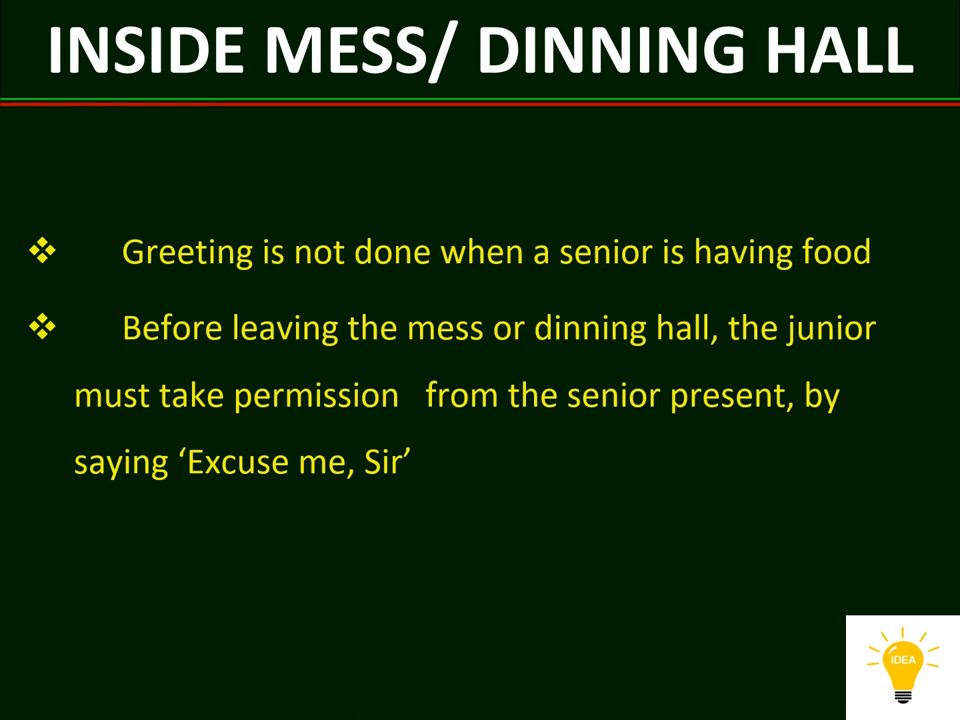 INSIDE MESS/ DINNING HALL
❖ Greeting is not done when a senior is having food
❖ Before leaving the mess or dinning hall, the junior
must take permission from the senior present, by
saying ‘Excuse me, Sir’
IDEA